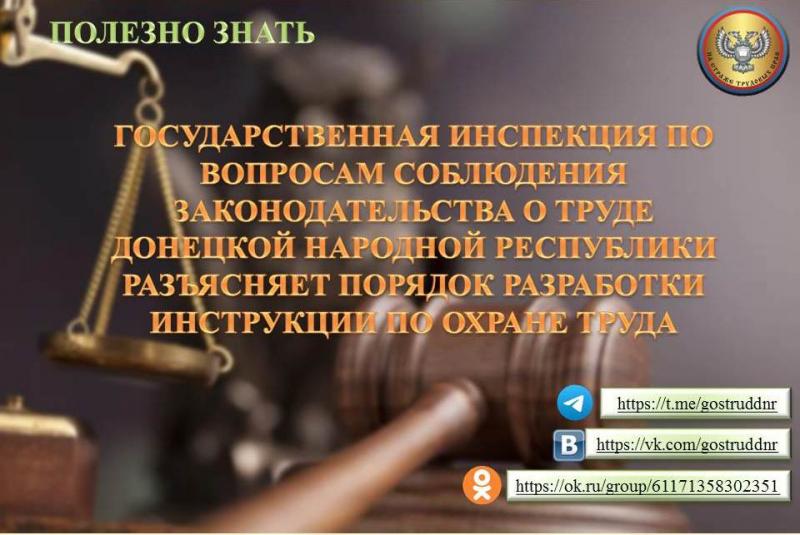 ПОЛЕЗНО ЗНАТЬ
НА СТРАЖЕ ТРУДОВЫХ ПРАВ
ГОСУДАРСТВЕННАЯ ИНСПЕКЦИЯ ПО
ВОПРОСАМ СОБЛЮДЕНИЯ
ЗАКОНОДАТЕЛЬСТВА О ТРУДЕ
ДОНЕЦКОЙ НАРОДНОЙ РЕСПУБЛИКИ
РАЗЪЯСНЯЕТ ПОРЯДОК РАЗРАБОТКИ
ИНСТРУКЦИИ ПО ОХРАНЕ ТРУДА
https://t.me/gostruddnr
В
https://vk.com/gostruddnr
https://ok.ru/group/61171358302351